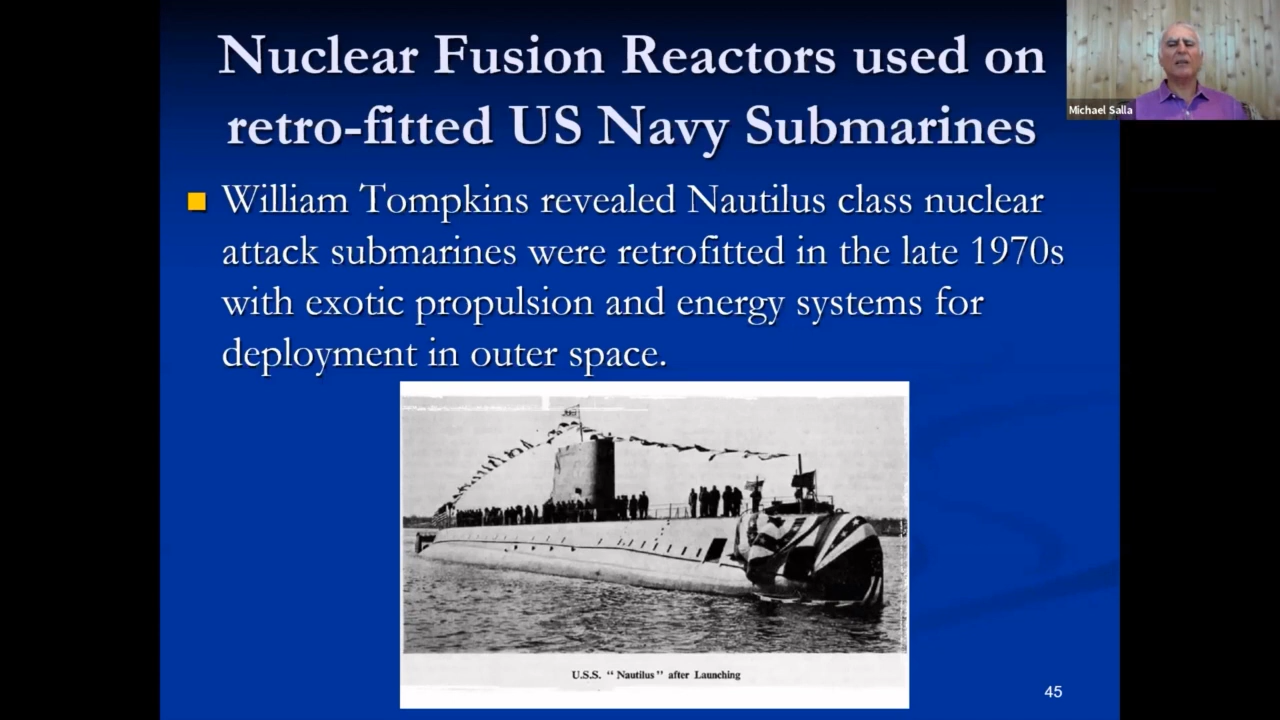 Nuclear Fusion Reactors used on
retro-fitted US Navy Submarines
Michael Salla
William Tompkins revealed Nautilus class nuclear
attack submarines were retrofitted in the late 1970s
with exotic propulsion and energy systems for
deployment in outer space.
U.S.S. “ Nautilus ” after Launching
45